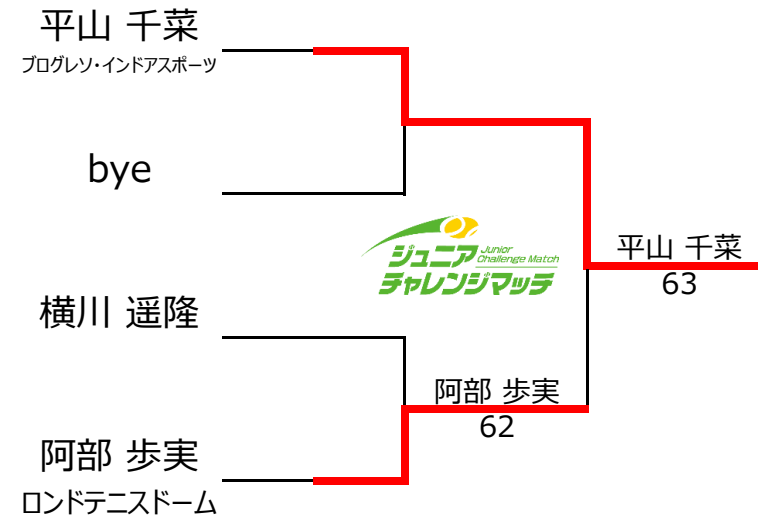 平山 千菜
ブログレソ・インドアスポーツ
bye
ジュニア Junior Challenge Match
チャレンジマッチ
平山 千菜
63
横川 遥隆
阿部 歩実
62
阿部 歩実
ロンドテニスドーム